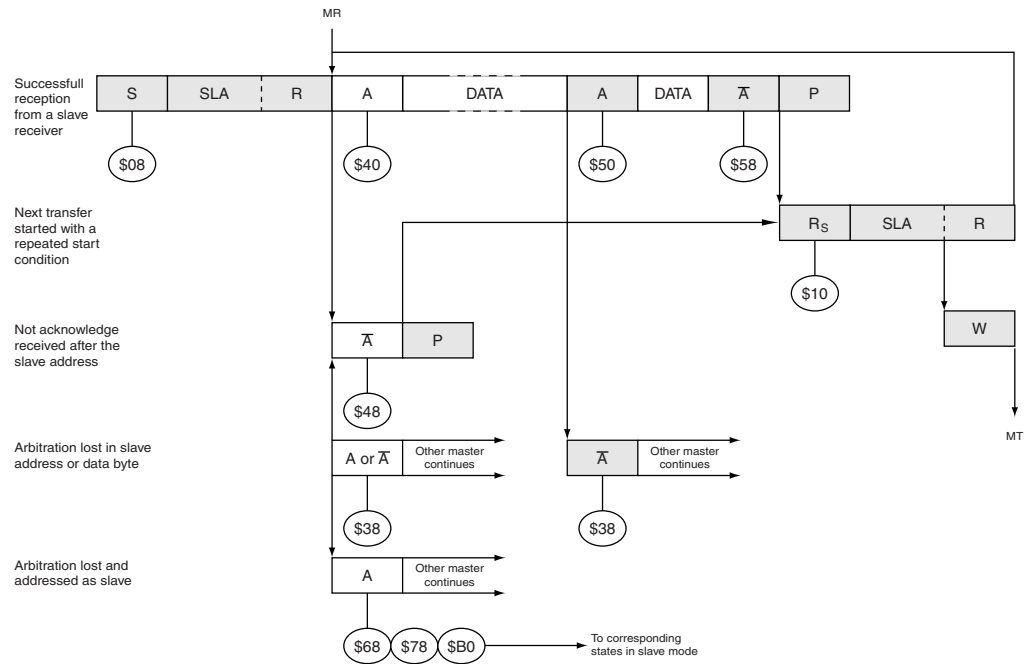 MR
Successfull
reception
from a slave
receiver
S
SLA
R
A
DATA
A
DATA
A̅
P
$08
$40
$50
$58
Next transfer
started with a
repeated start
condition
RS
SLA
R
$10
Not acknowledge
received after the
slave address
A̅
P
W
$48
MT
Arbitration lost in slave
address or data byte
A or A̅
Other master
continues
A̅
Other master
continues
$38
$38
Arbitration lost and
addressed as slave
A
Other master
continues
$68
$78
$B0
To corresponding
states in slave mode